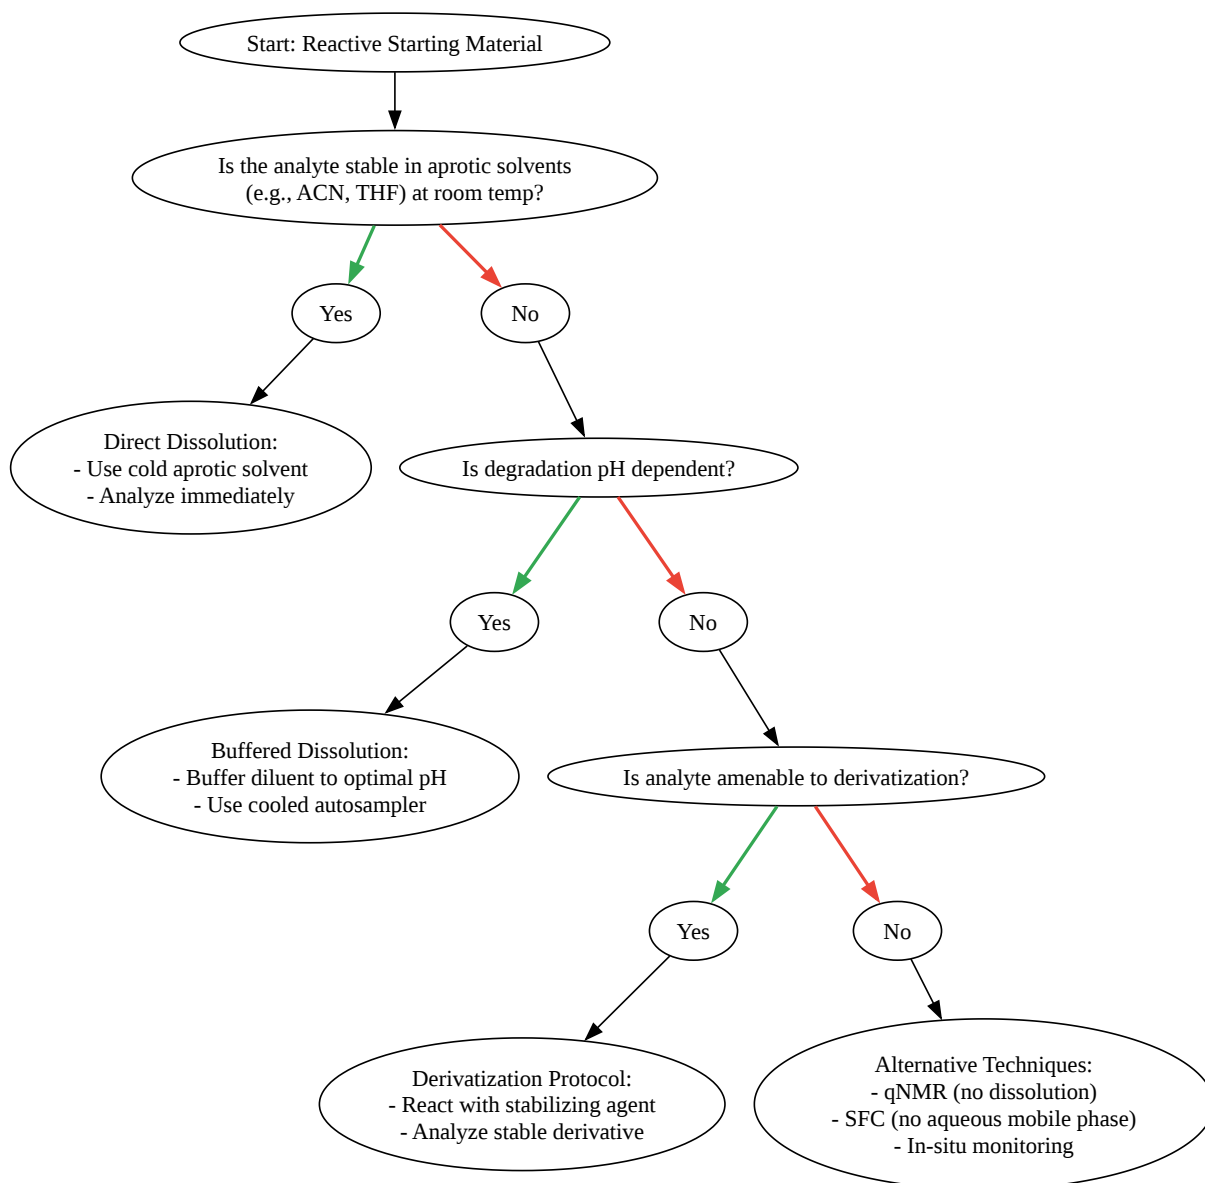 Start: Reactive Starting Material
Is the analyte stable in aprotic solvents
(e.g., ACN, THF) at room temp?
Yes
No
Direct Dissolution:
- Use cold aprotic solvent
- Analyze immediately
Is degradation pH dependent?
Yes
No
Buffered Dissolution:
- Buffer diluent to optimal pH
- Use cooled autosampler
Is analyte amenable to derivatization?
Yes
No
Derivatization Protocol:
- React with stabilizing agent
- Analyze stable derivative
Alternative Techniques:
- qNMR (no dissolution)
- SFC (no aqueous mobile phase)
- In-situ monitoring